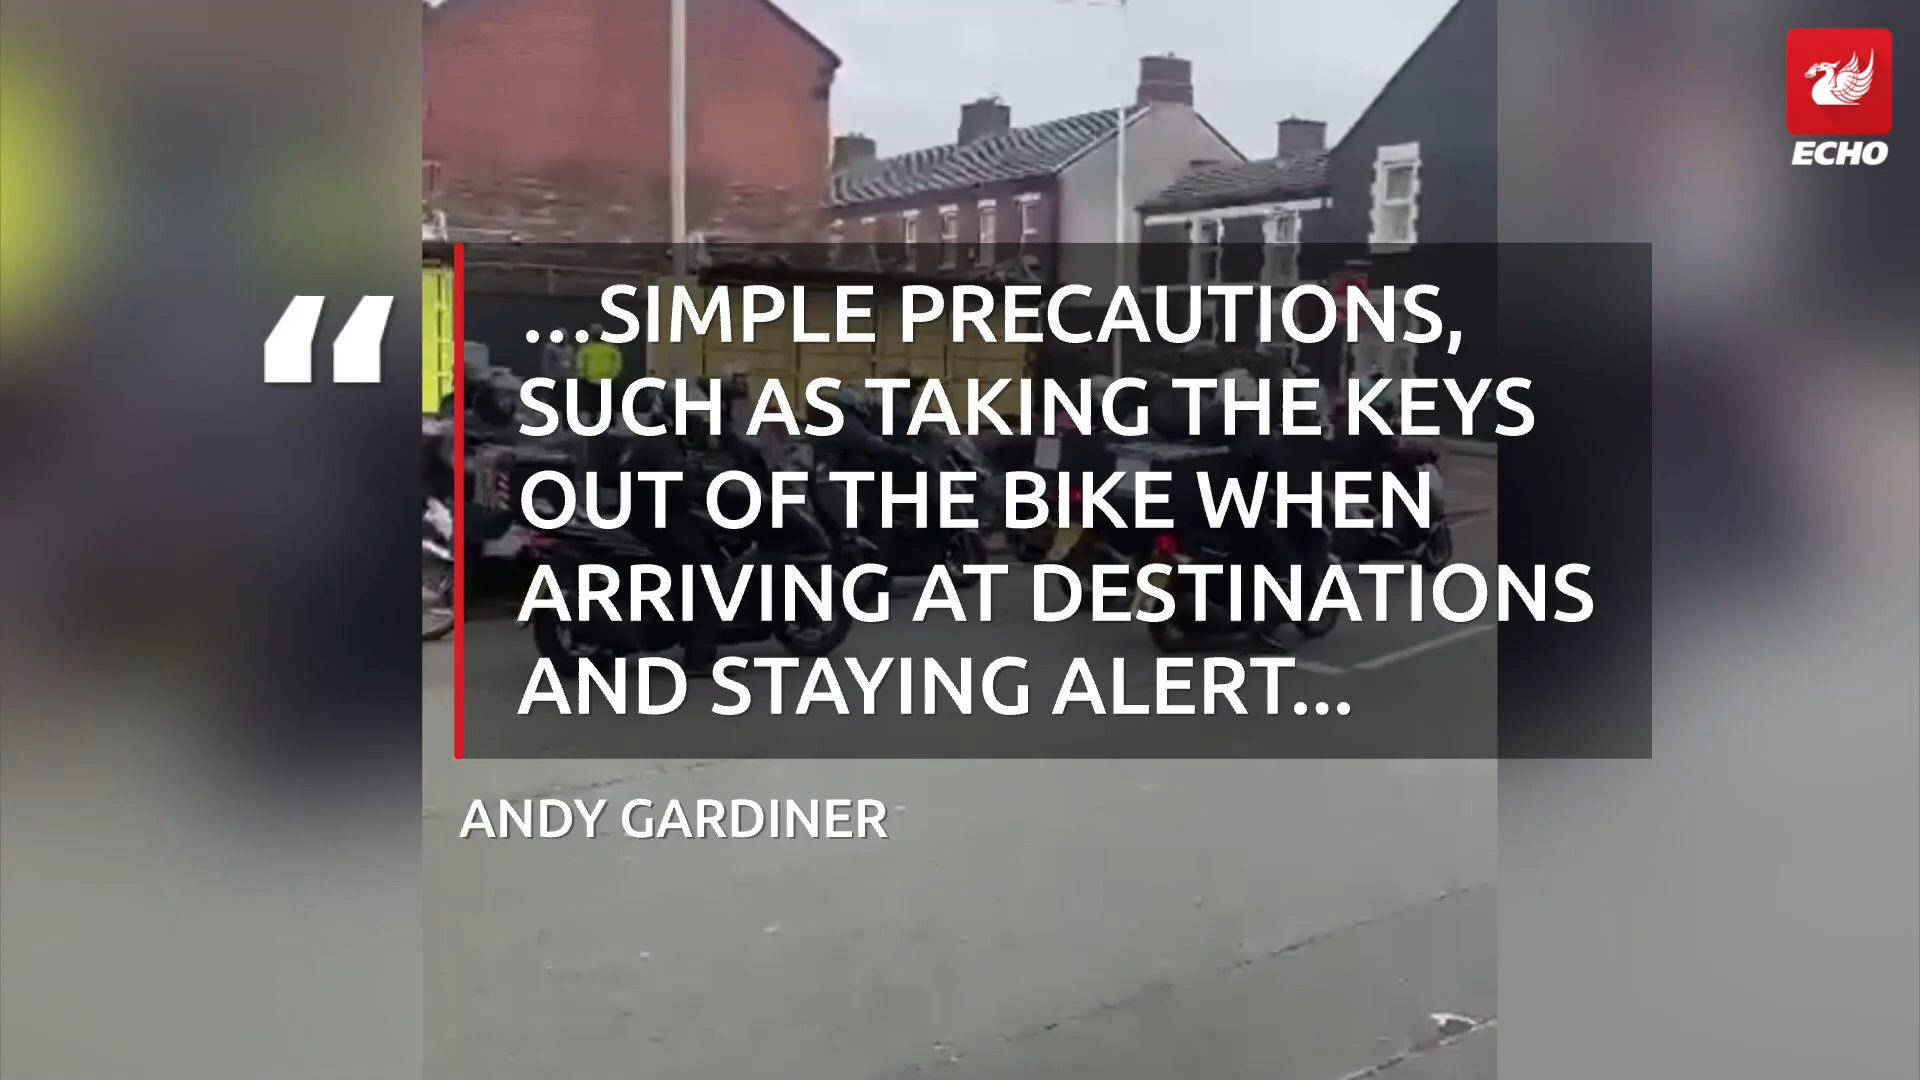 ECHO
“
...SIMPLE PRECAUTIONS,
SUCH AS TAKING THE KEYS
OUT OF THE BIKE WHEN
ARRIVING AT DESTINATIONS
AND STAYING ALERT...
ANDY GARDINER